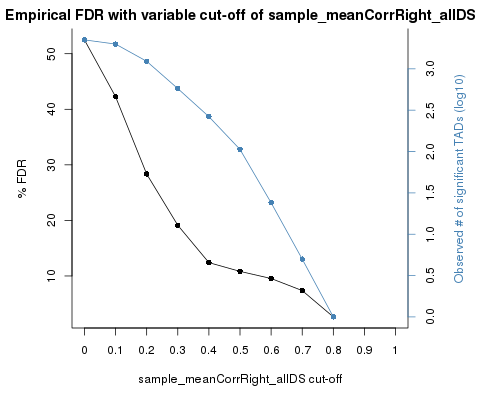 Empirical FDR with variable cut-off of sample_meanCorrRight_allDS
50
40
30
20
10
% FDR
3.0
2.5
2.0
1.5
1.0
0.5
0.0
Observed # of significant TADs (log10)
0 0.1 0.2 0.3 0.4 0.5 0.6 0.7 0.8 0.9 1
sample_meanCorrRight_allDS cut-off